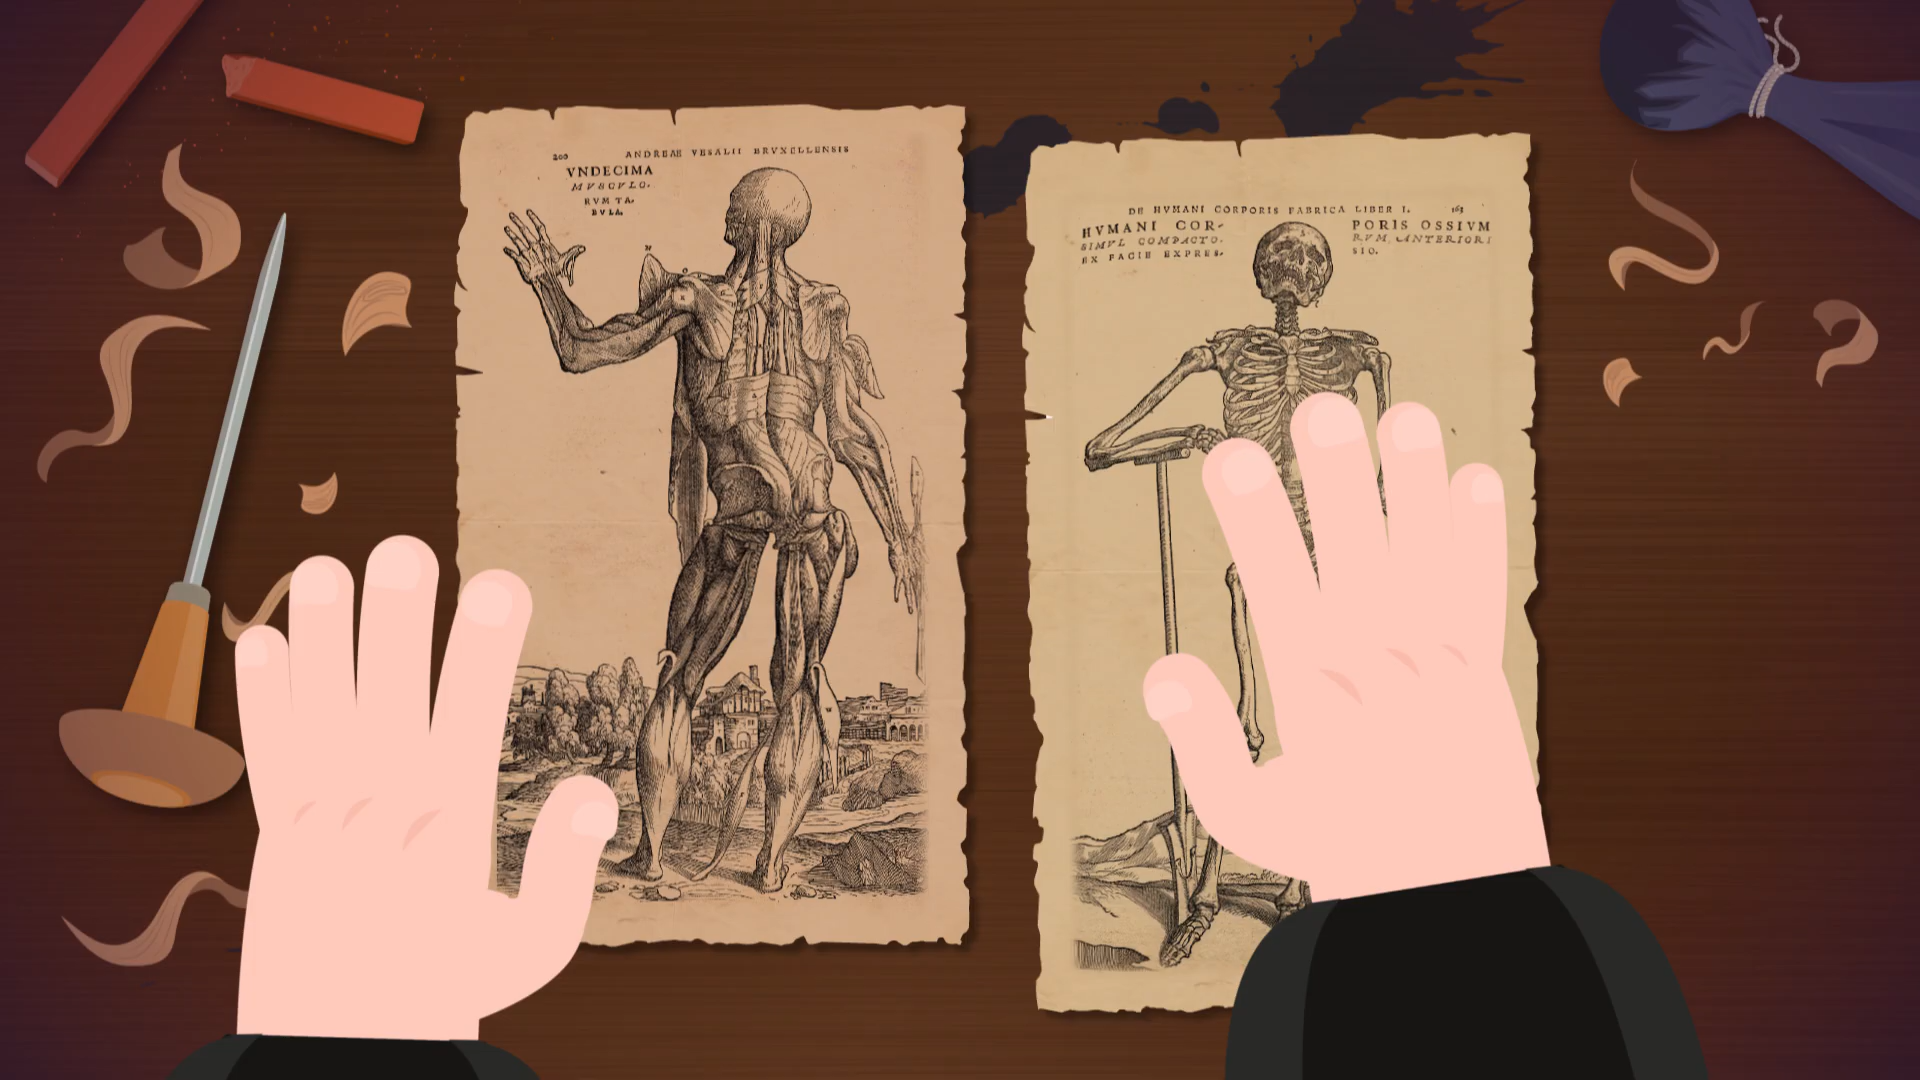 200 ANDREAE VESALII BRVXELLENSIS
VNDECIMA
MVSCVLO-
RVM TA-
BVLA.
DE HVMANI CORPORIS FABRICA LIBER I. 163
HVMANI COR-
SIMVL COMPACTO-
EX FACIE EXPRES-
PORIS OSSIVM
RVM, ANTERIORI
SIO.